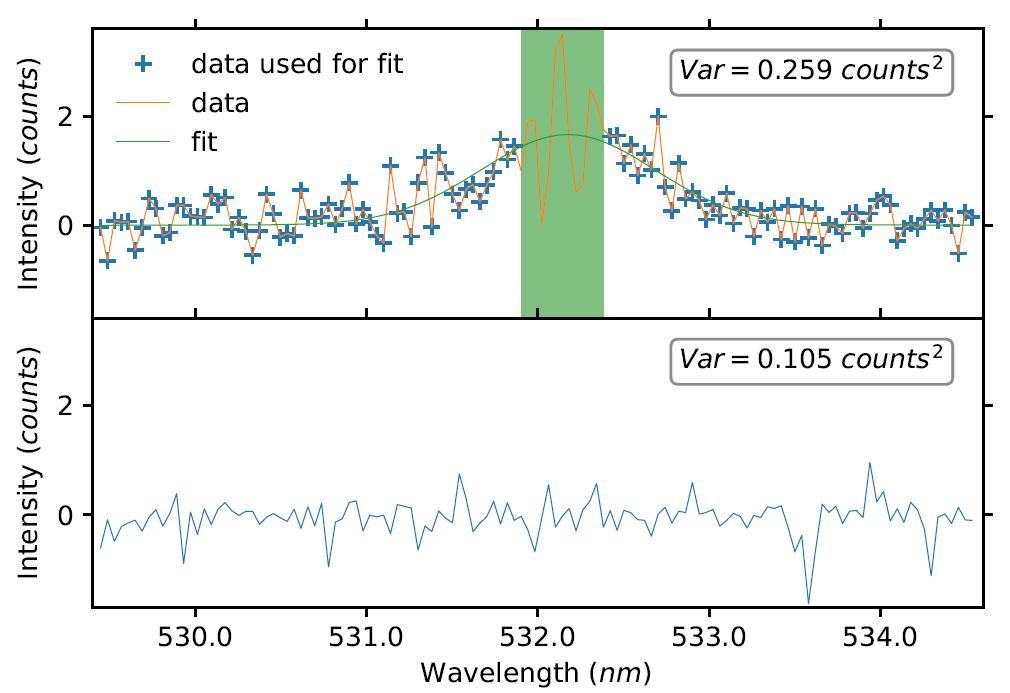 data used for fit
data
fit
Var = 0.259 counts²
Intensity (counts)
2
0
Var = 0.105 counts²
Intensity (counts)
2
0
530.0 531.0 532.0 533.0 534.0
Wavelength (nm)